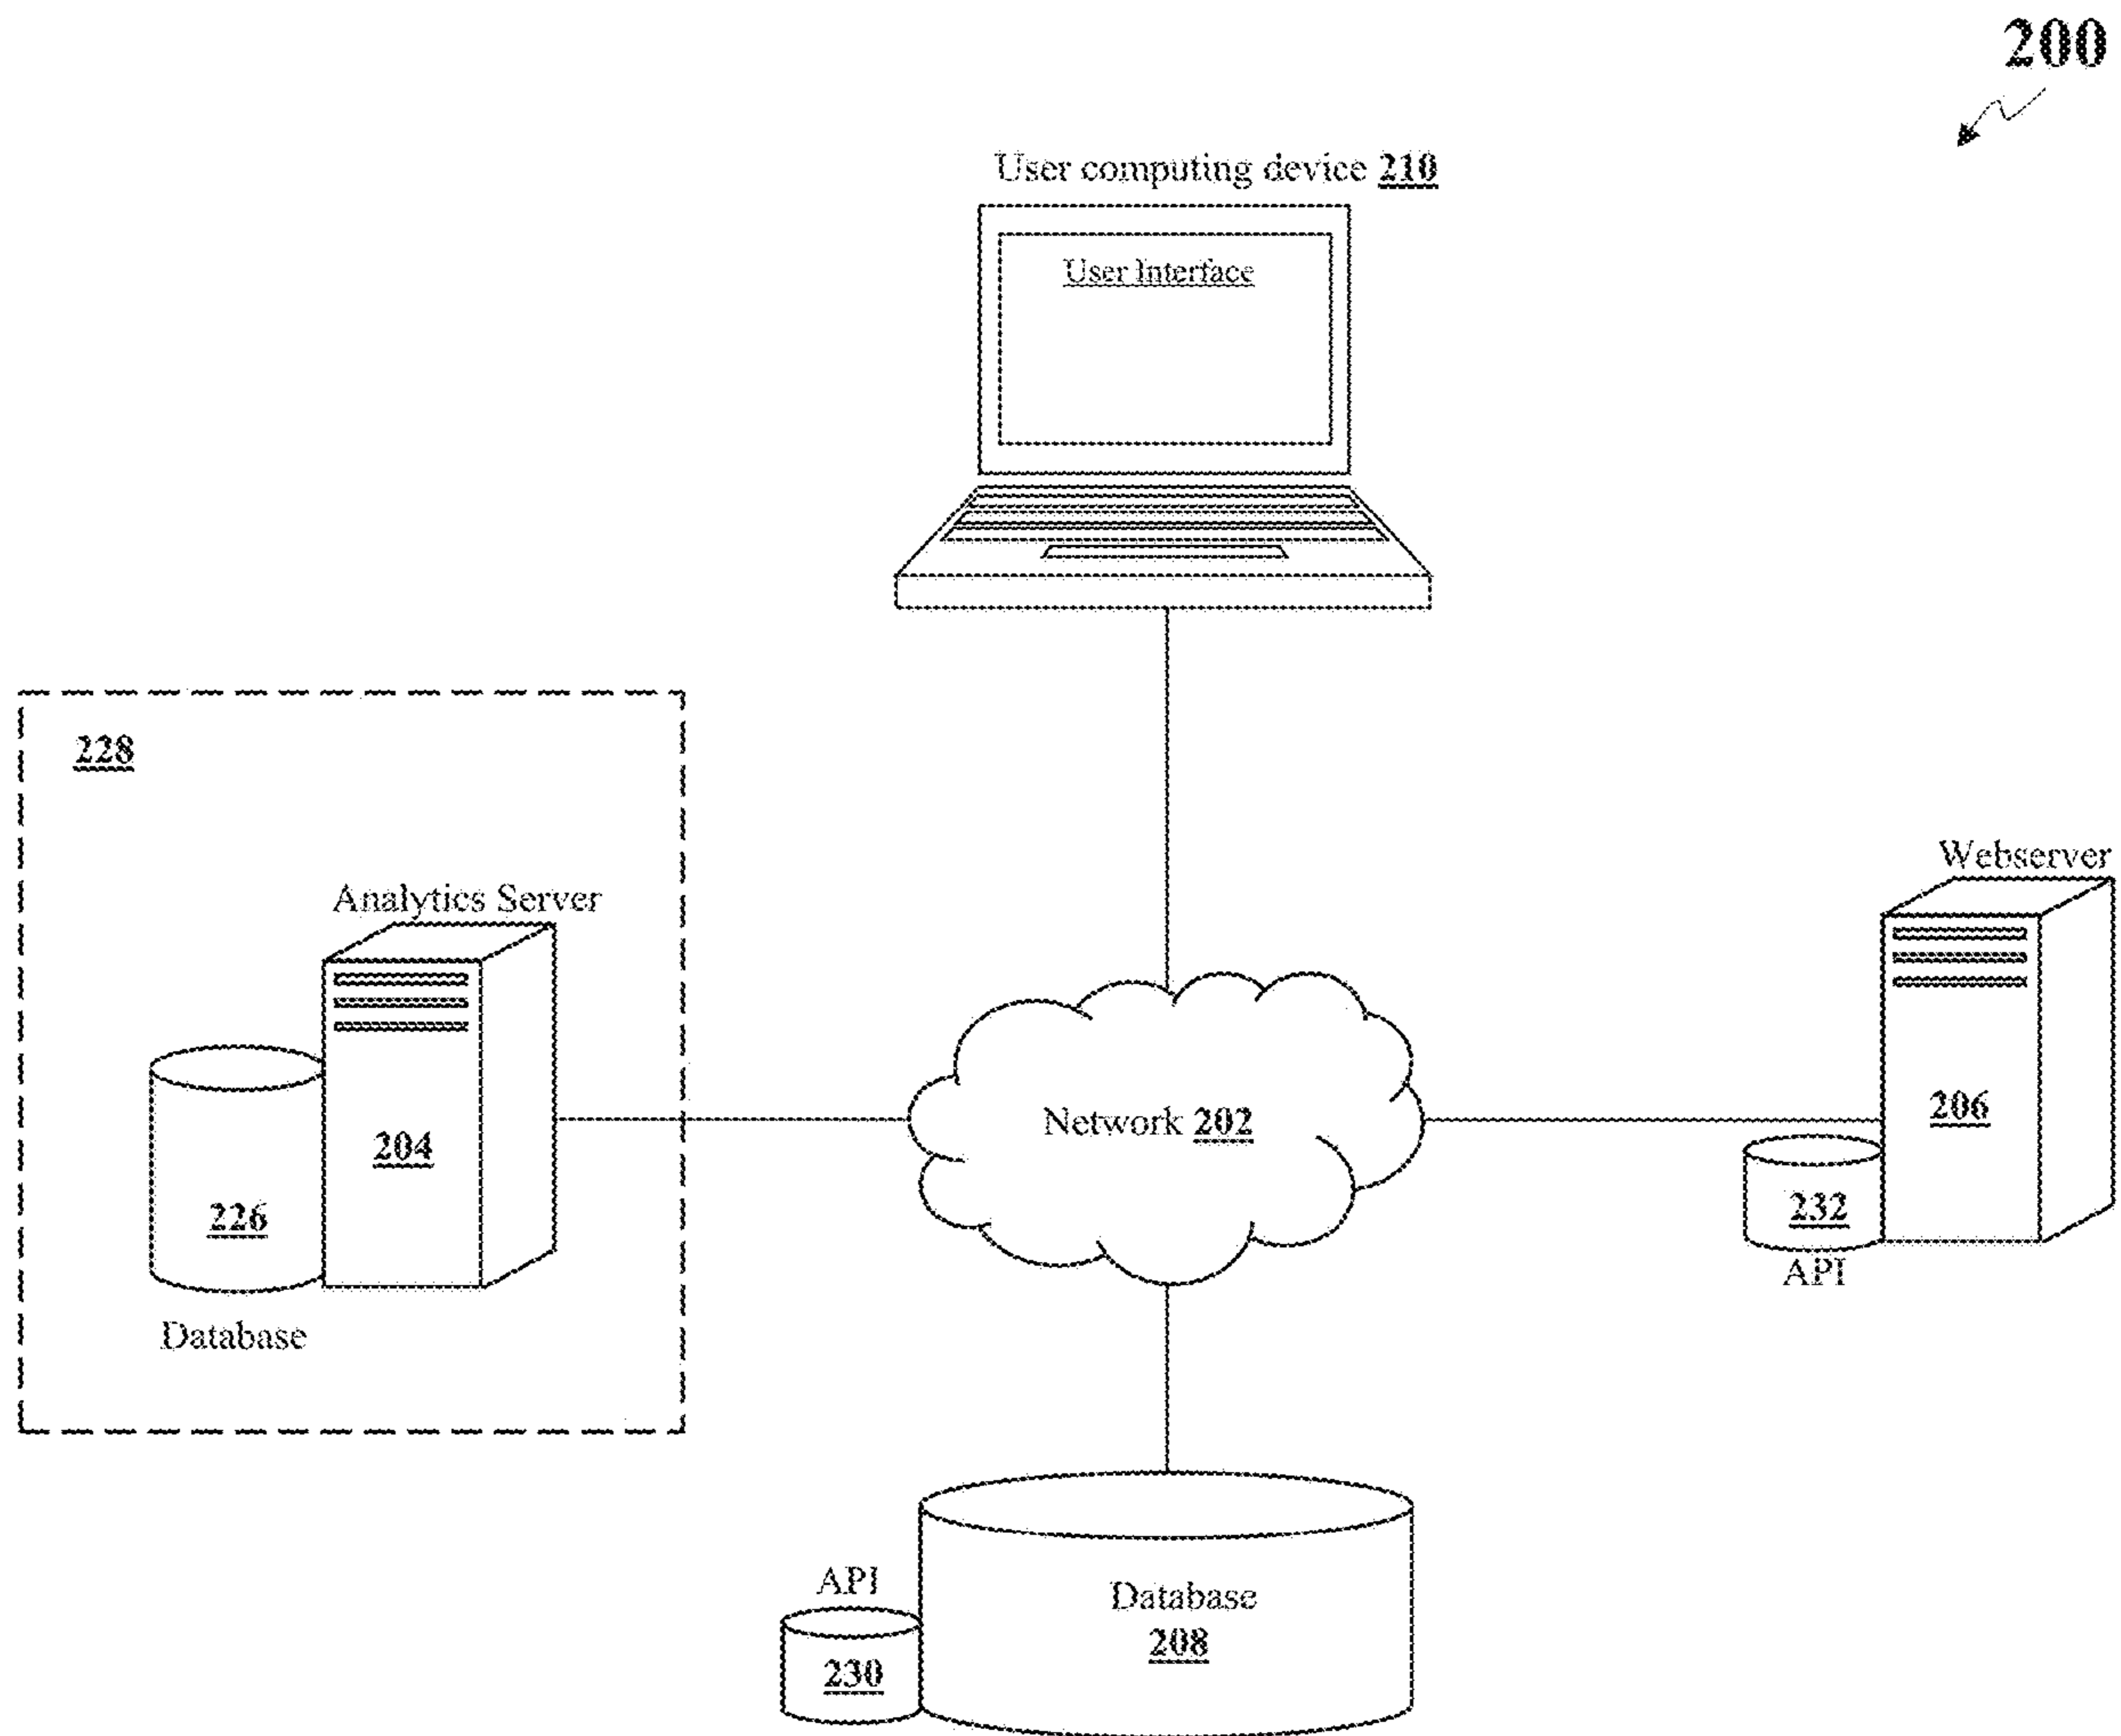 200
User computing device 210
User Interface
228
Analytics Server
Webserver
204
Network 202
206
226
232
API
Database
API
Database
208
230